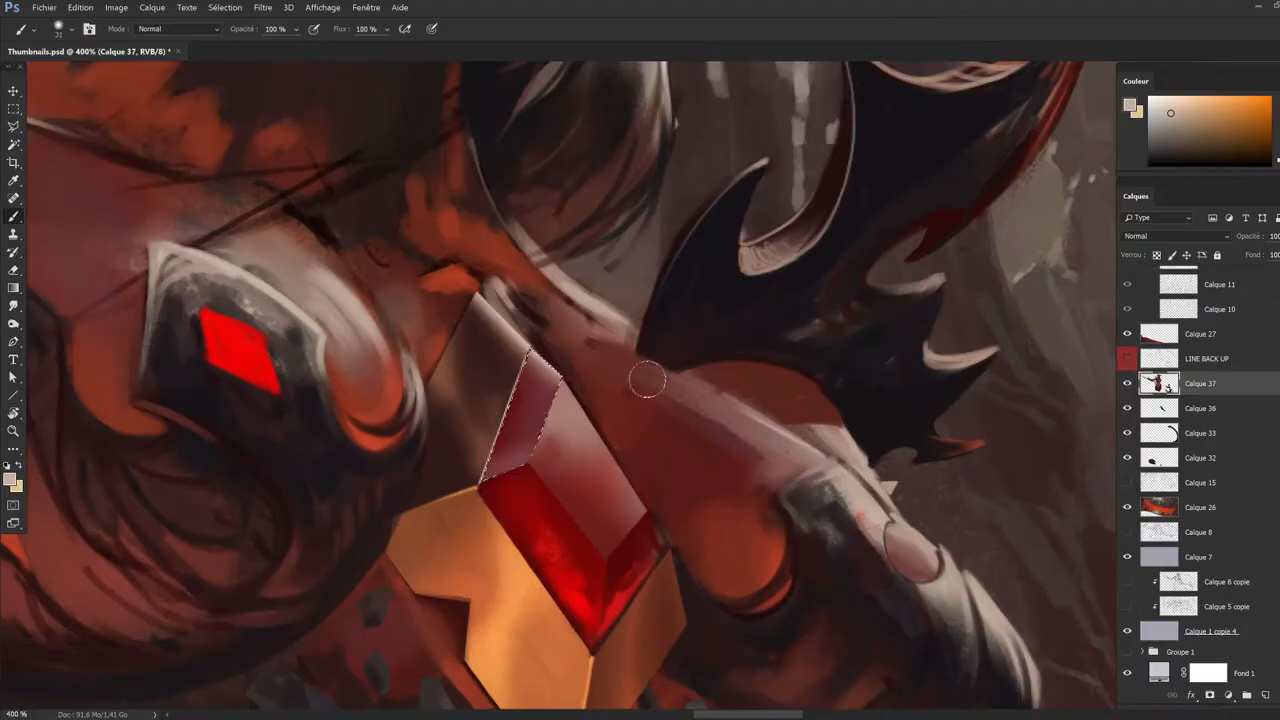 Ps Fichier Edition Image Calque Texte Sélection Filtre 3D Affichage Fenêtre Aide
31 Mode : Normal Opacité : 100 % Flux : 100 %
Thumbnails.psd @ 400% (Calque 37, RVB/8) * ×
Couleur
Calques
Type
Normal Opacité : 100
Verrou : Fond : 100
Calque 11
Calque 10
Calque 27
LINE BACK UP
Calque 37
Calque 36
Calque 33
Calque 32
Calque 15
Calque 26
Calque 8
Calque 7
Calque 6 copie
Calque 5 copie
Calque 1 copie 4
Groupe 1
Fond 1
400 % Doc : 91,6 Mo/1,41 Go